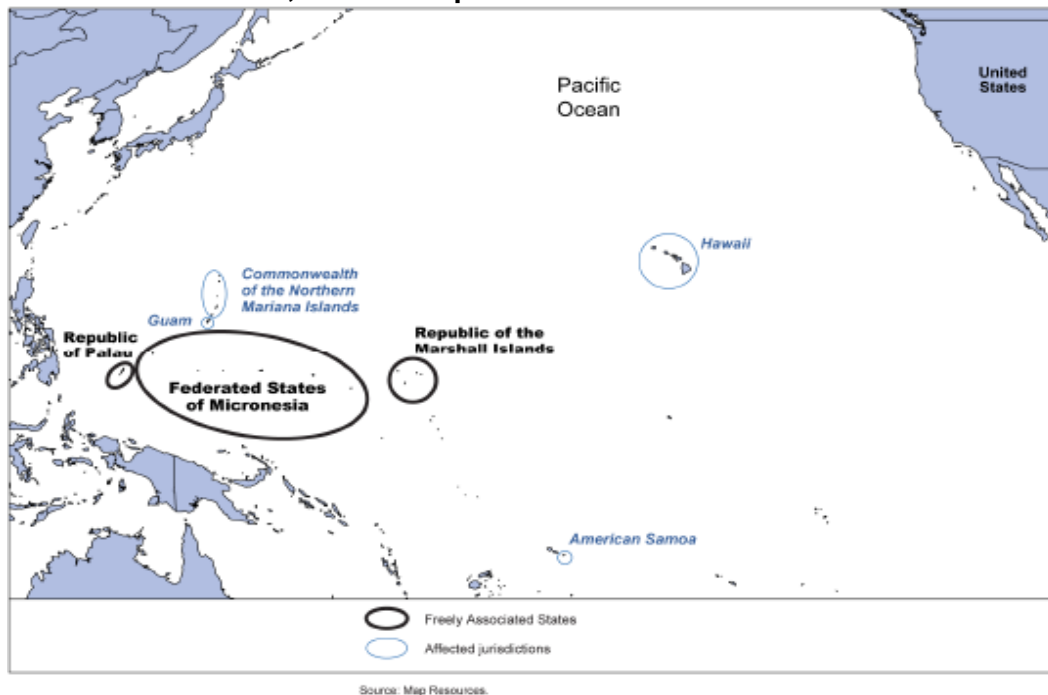 Pacific
Ocean
United
States
Hawaii
Commonwealth
of the Northern
Mariana Islands
Guam
Republic
of Palau
Republic of the
Marshall Islands
Federated States
of Micronesia
American Samoa
Freely Associated States
Affected jurisdictions
Source: Map Resources.